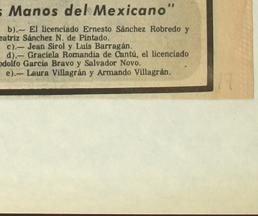 s Manos del Mexicano"
b).— El licenciado Ernesto Sánchez Robredo y
eatriz Sánchez N. de Pintado.
c).— Jean Sirol y Luis Barragán.
d).— Graciela Romandia de Cantú, el licenciado
odolfo García Bravo y Salvador Novo.
e).— Laura Villagrán y Armando Villagrán.